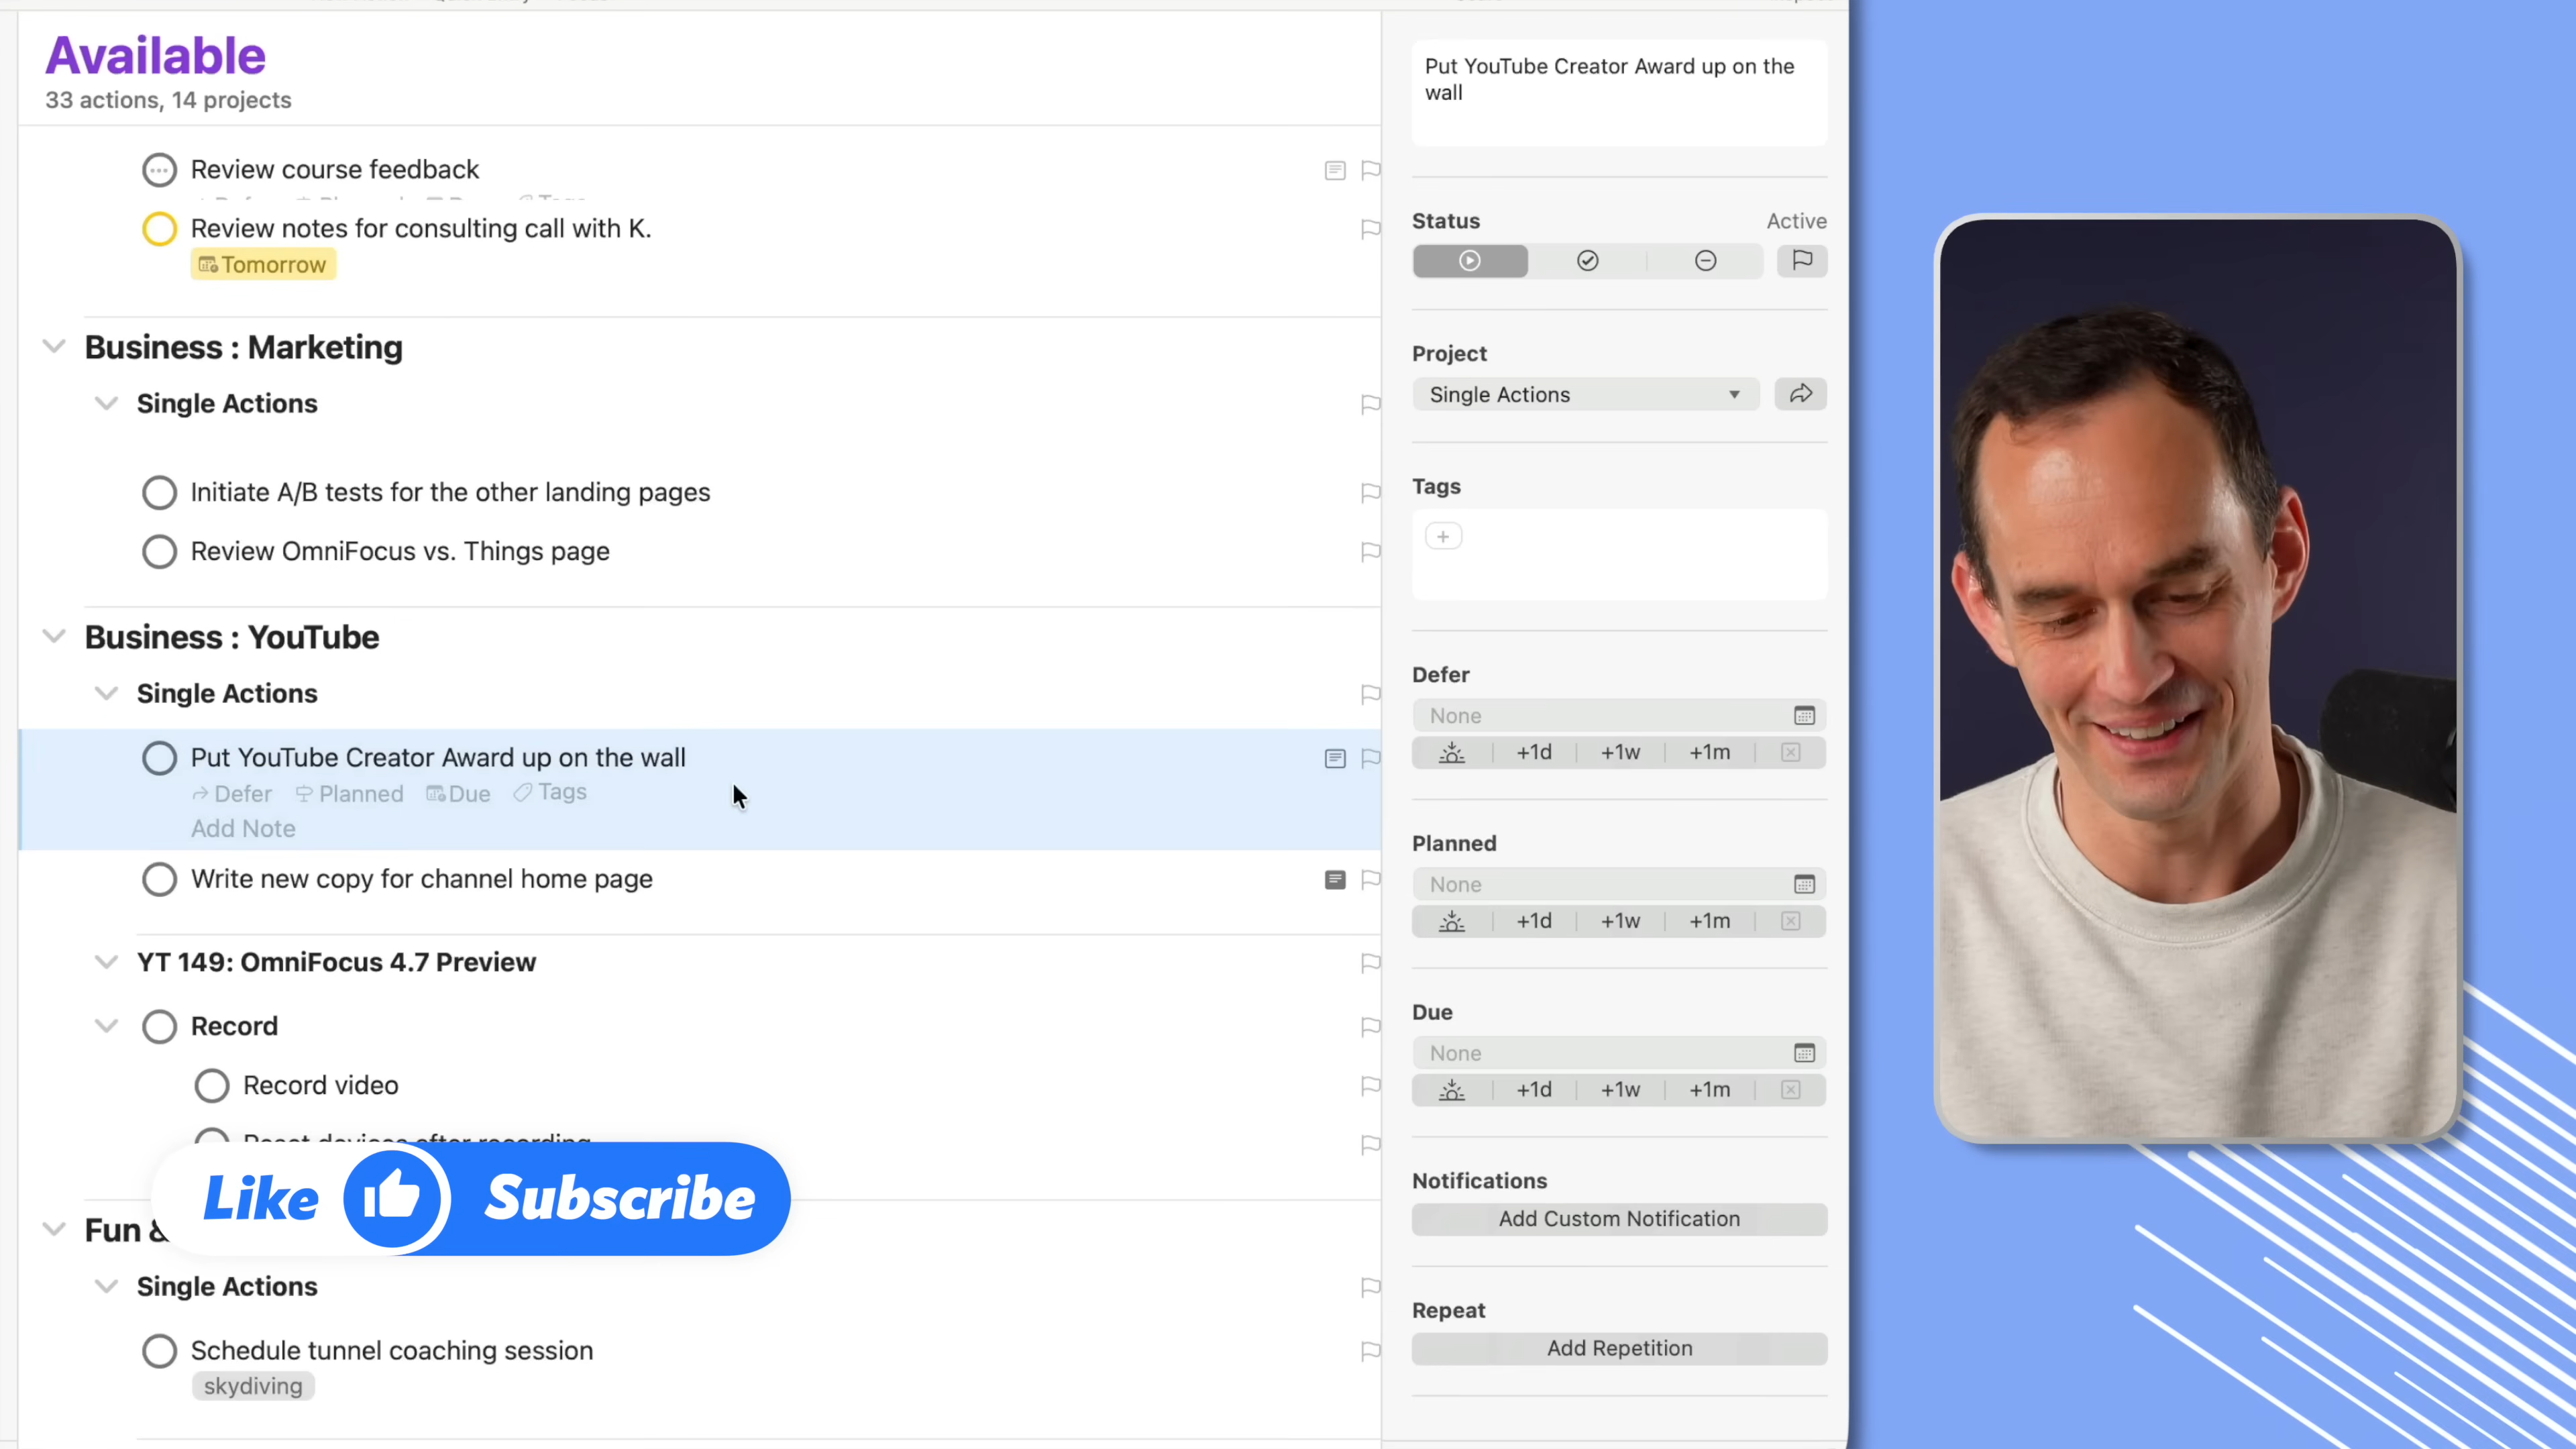 Available
33 actions, 14 projects
Review course feedback
Review notes for consulting call with K.
Tomorrow
Business : Marketing
Single Actions
Initiate A/B tests for the other landing pages
Review OmniFocus vs. Things page
Business : YouTube
Single Actions
Put YouTube Creator Award up on the wall
Defer Planned Due Tags
Add Note
Write new copy for channel home page
YT 149: OmniFocus 4.7 Preview
Record
Record video
Reset devices after recording
Like Subscribe
Fun &
Single Actions
Schedule tunnel coaching session
skydiving
Put YouTube Creator Award up on the
wall
Status Active
Project
Single Actions
Tags
Defer
None
+1d +1w +1m
Planned
None
+1d +1w +1m
Due
None
+1d +1w +1m
Notifications
Add Custom Notification
Repeat
Add Repetition